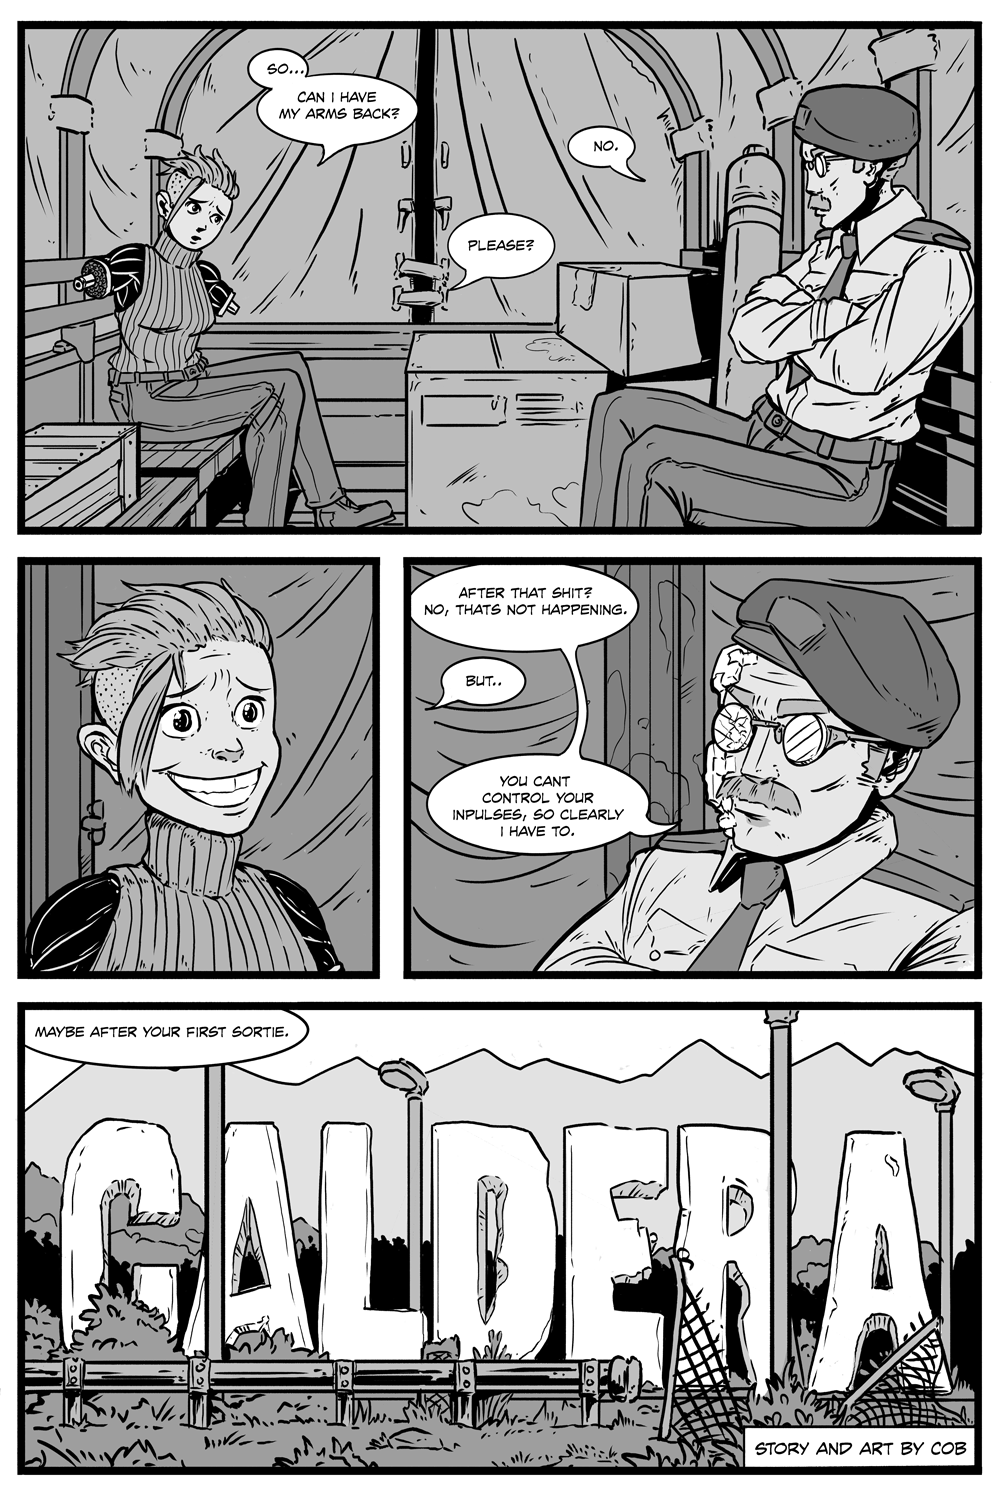 SO...
CAN I HAVE
MY ARMS BACK?
NO.
PLEASE?
AFTER THAT SHIT?
NO, THATS NOT HAPPENING.
BUT..
YOU CANT
CONTROL YOUR
INPULSES, SO CLEARLY
I HAVE TO.
MAYBE AFTER YOUR FIRST SORTIE.
CALDERA
STORY AND ART BY COB